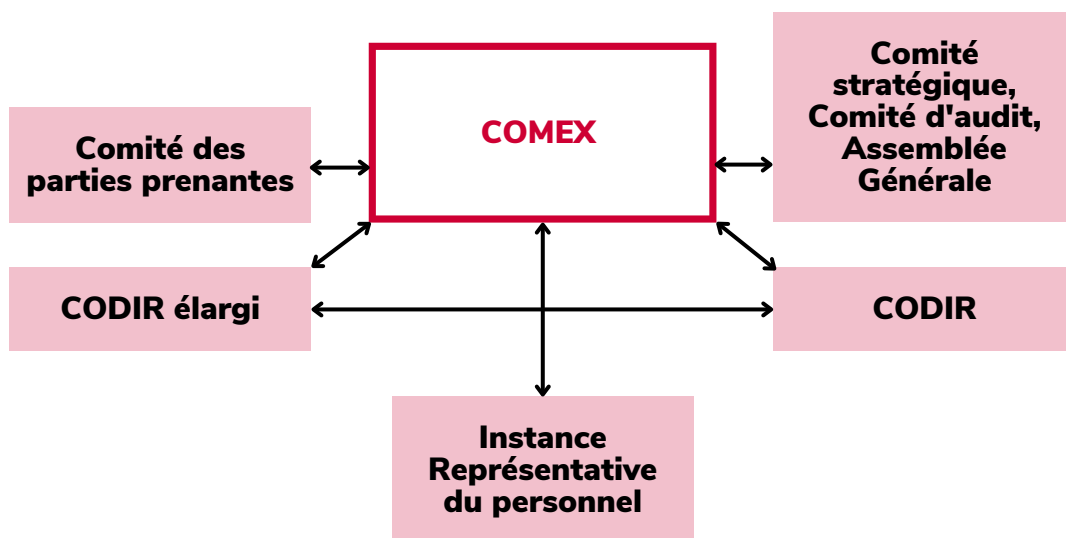 Comité des
parties prenantes
COMEX
Comité
stratégique,
Comité d'audit,
Assemblée
Générale
CODIR élargi
CODIR
Instance
Représentative
du personnel